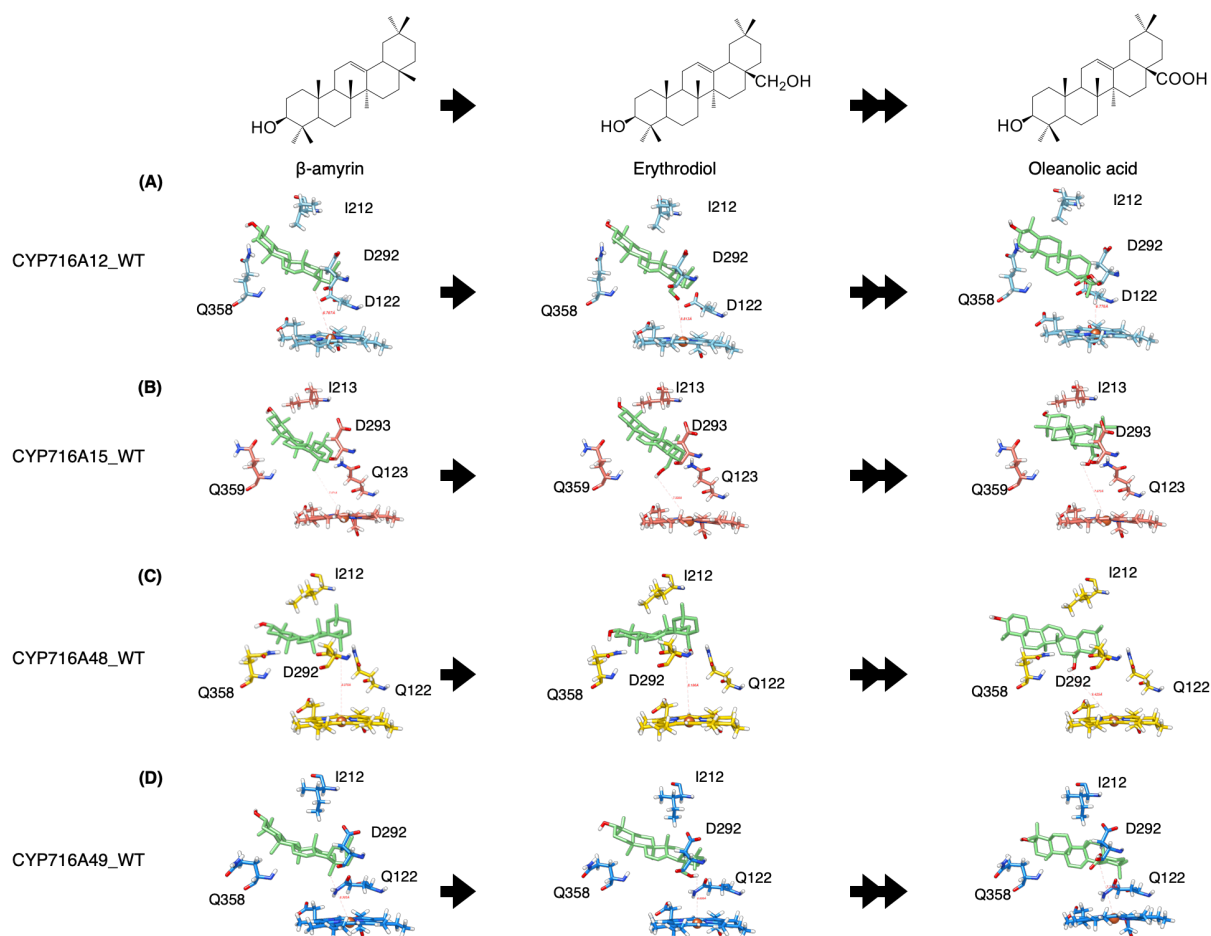 HO
CH2OH
HO
COOH
HO
β-amyrin
Erythrodiol
Oleanolic acid
(A)
CYP716A12_WT
I212
D292
D122
Q358
I212
D292
D122
Q358
I212
D292
D122
Q358
(B)
CYP716A15_WT
I213
D293
Q123
Q359
I213
D293
Q123
Q359
I213
D293
Q123
Q359
(C)
CYP716A48_WT
I212
Q358
D292
Q122
I212
Q358
D292
Q122
I212
Q358
D292
Q122
(D)
CYP716A49_WT
I212
D292
Q122
Q358
I212
D292
Q122
Q358
I212
D292
Q122
Q358